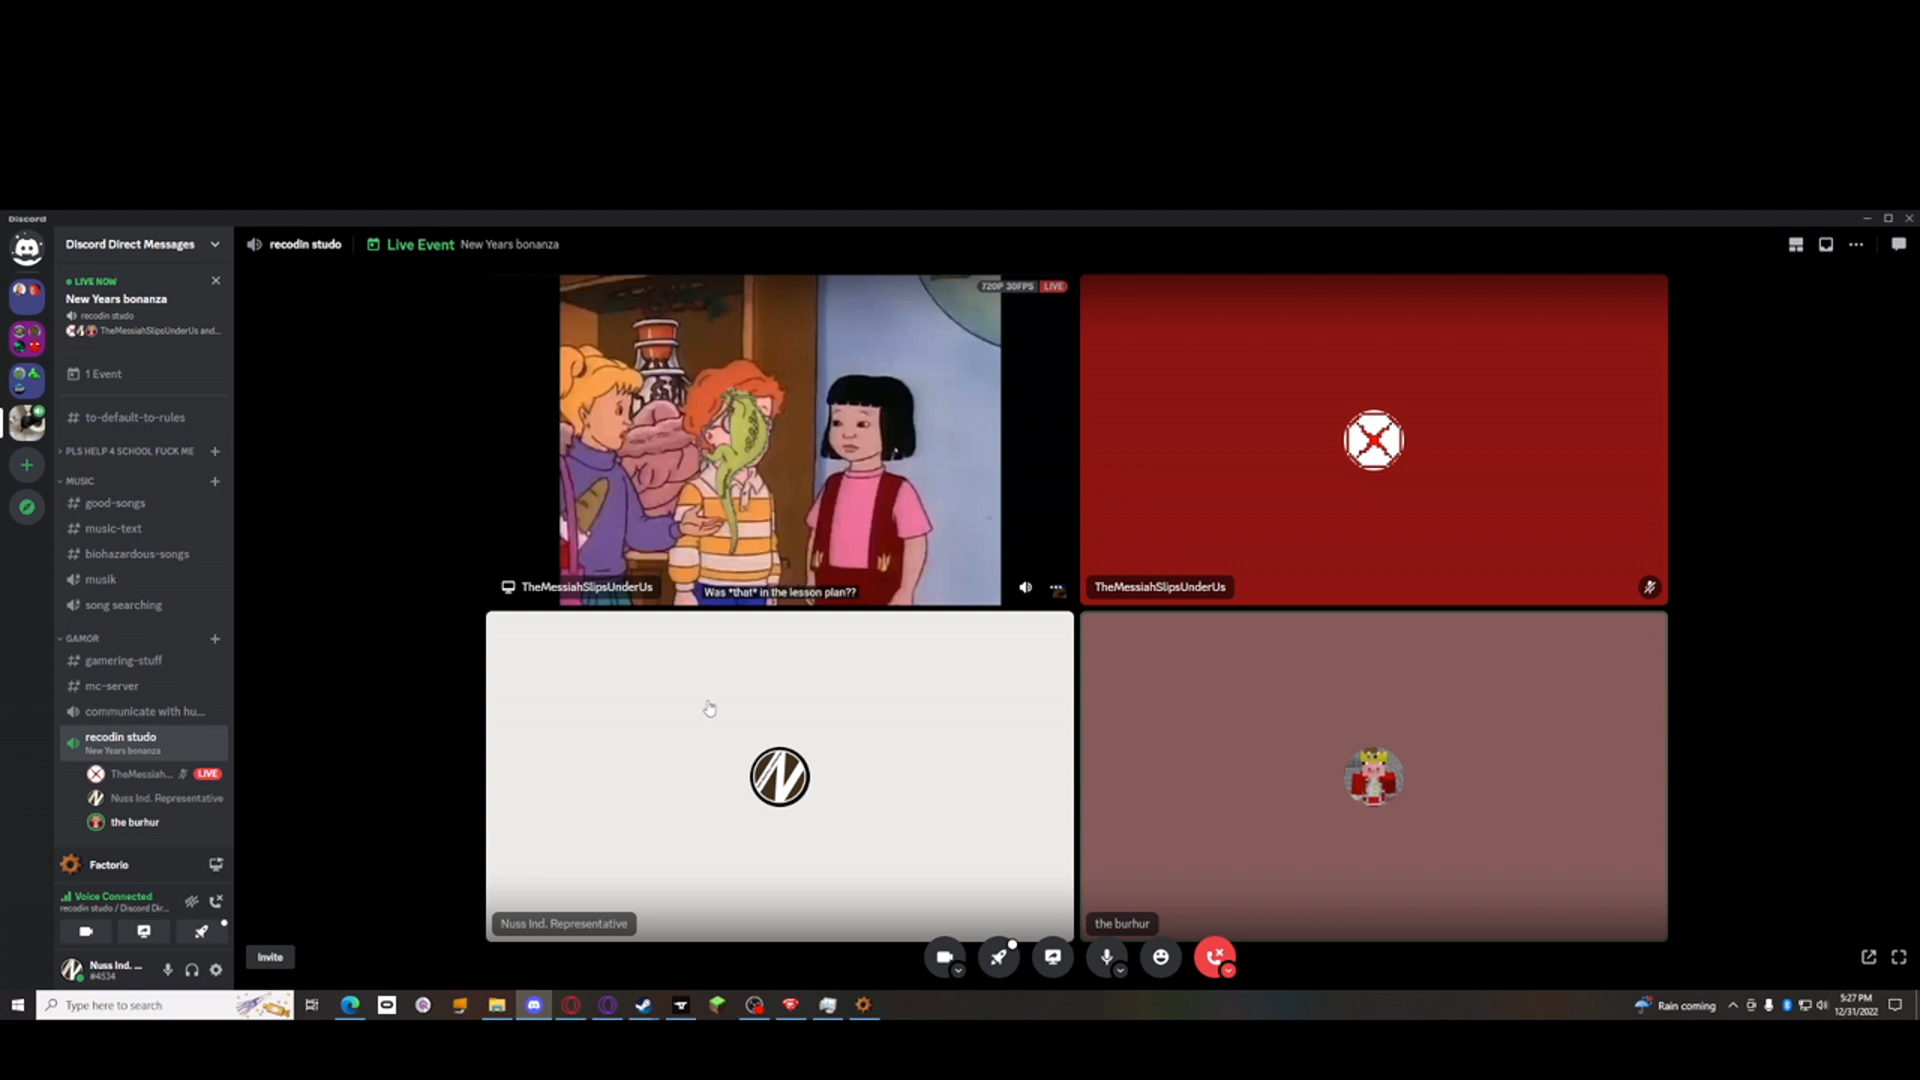 Discord
Discord Direct Messages
recodin studo
Live Event New Years bonanza
LIVE NOW
New Years bonanza
recodin studo
TheMessiahSlipsUnderUs and...
1 Event
to-default-to-rules
PLS HELP 4 SCHOOL FUCK ME
MUSIC
good-songs
music-text
biohazardous-songs
musik
song searching
GAMOR
gamering-stuff
mc-server
communicate with hu...
recodin studo
New Years bonanza
TheMessiah... LIVE
Nuss Ind. Representative
the burhur
Factorio
Voice Connected
recodin studo / Discord Dir...
Nuss Ind. ...
#4534
720P 30FPS LIVE
TheMessiahSlipsUnderUs
Was *that* in the lesson plan??
TheMessiahSlipsUnderUs
Nuss Ind. Representative
the burhur
Invite
Type here to search
Rain coming
5:27 PM
12/31/2022